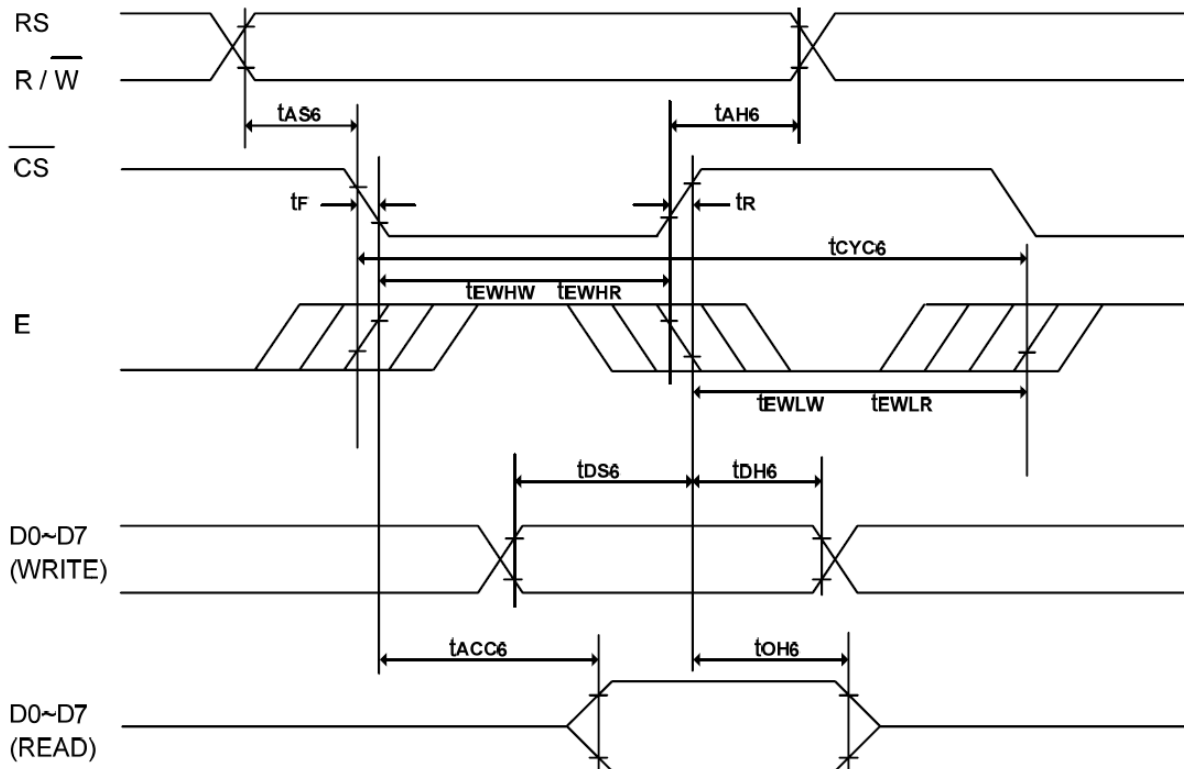 RS
R / W
tAS6
tAH6
CS
tF
tR
tCYC6
tEWHW tEWHR
E
tEWLW tEWLR
tDS6
tDH6
D0~D7
(WRITE)
tACC6
tOH6
D0~D7
(READ)